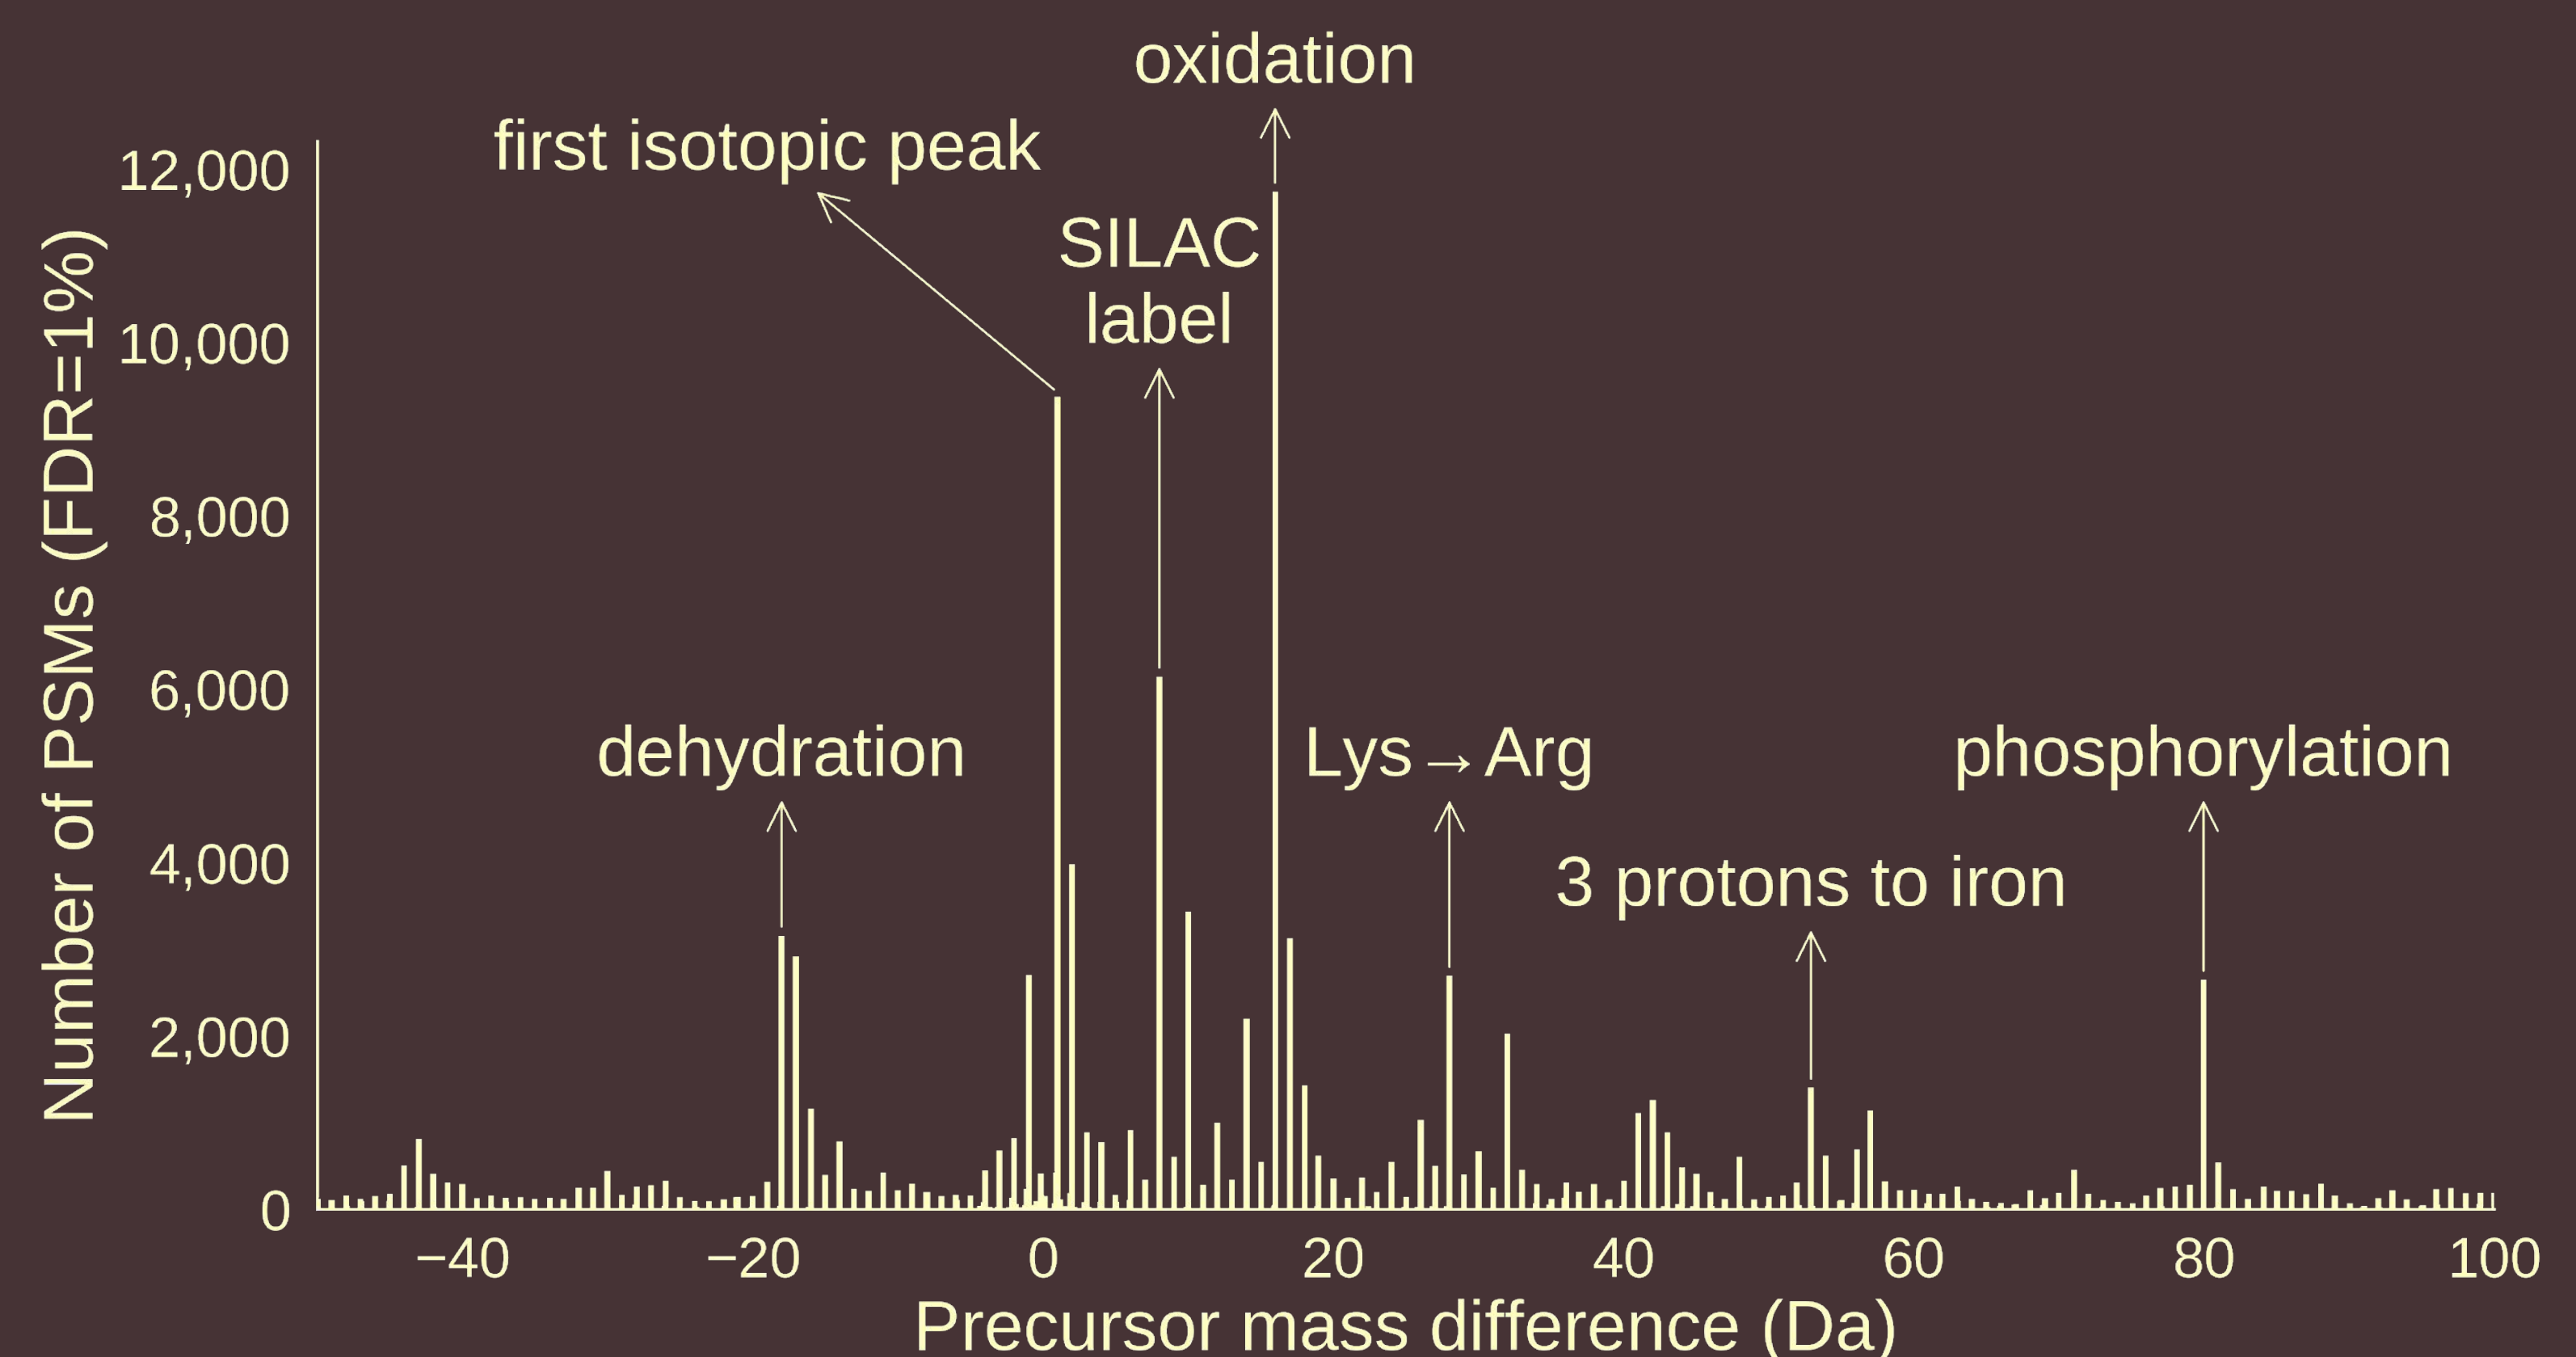 oxidation
first isotopic peak
SILAC
label
dehydration
Lys→Arg
3 protons to iron
phosphorylation
Number of PSMs (FDR=1%)
12,000
10,000
8,000
6,000
4,000
2,000
0
−40 −20 0 20 40 60 80 100
Precursor mass difference (Da)